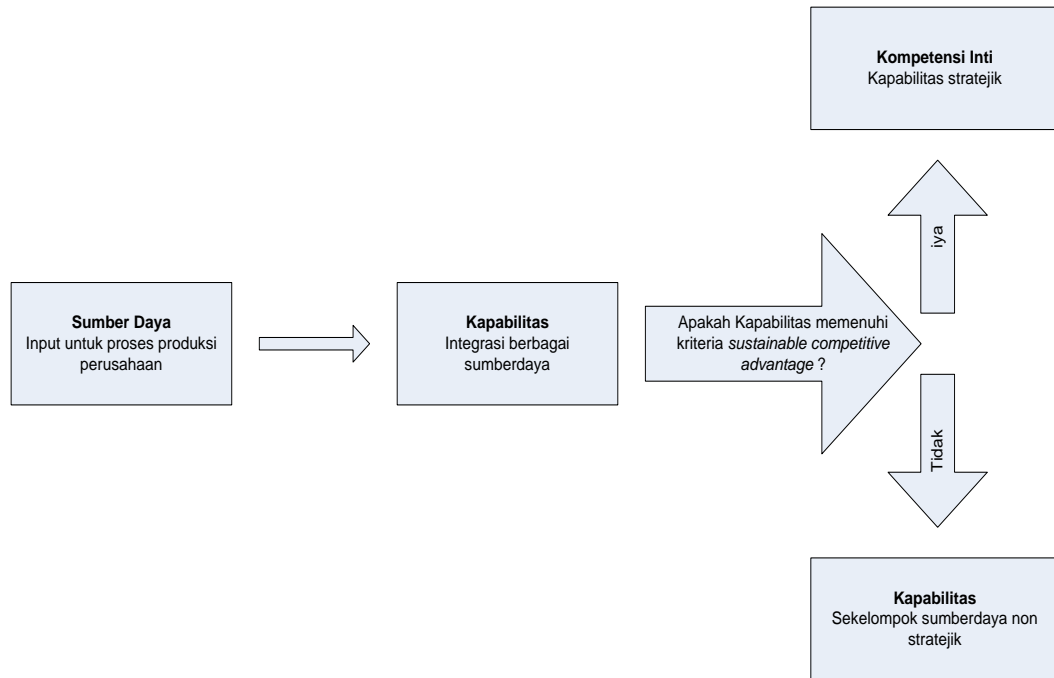 Kompetensi Inti
Kapabilitas stratejik
iya
Sumber Daya
Input untuk proses produksi
perusahaan
Kapabilitas
Integrasi berbagai
sumberdaya
Apakah Kapabilitas memenuhi
kriteria sustainable competitive
advantage ?
Tidak
Kapabilitas
Sekelompok sumberdaya non
stratejik